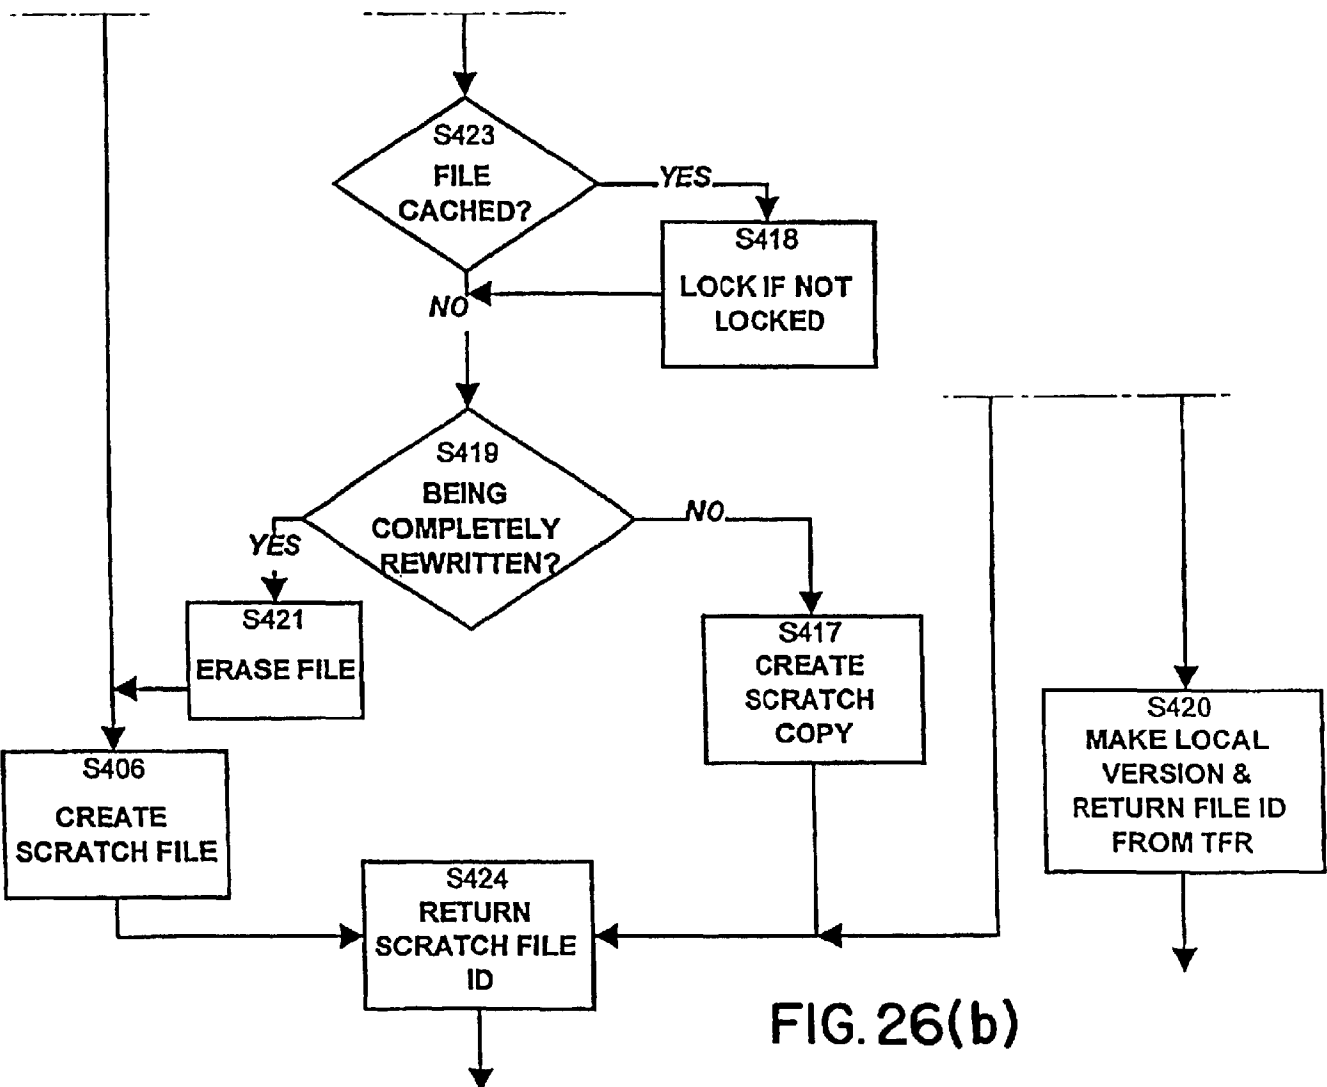 S423
FILE
CACHED?
YES
S418
LOCK IF NOT
LOCKED
NO
S419
BEING
COMPLETELY
REWRITTEN?
NO
YES
S421
ERASE FILE
S417
CREATE
SCRATCH
COPY
S420
MAKE LOCAL
VERSION &
RETURN FILE ID
FROM TFR
S406
CREATE
SCRATCH FILE
S424
RETURN
SCRATCH FILE
ID
FIG. 26(b)